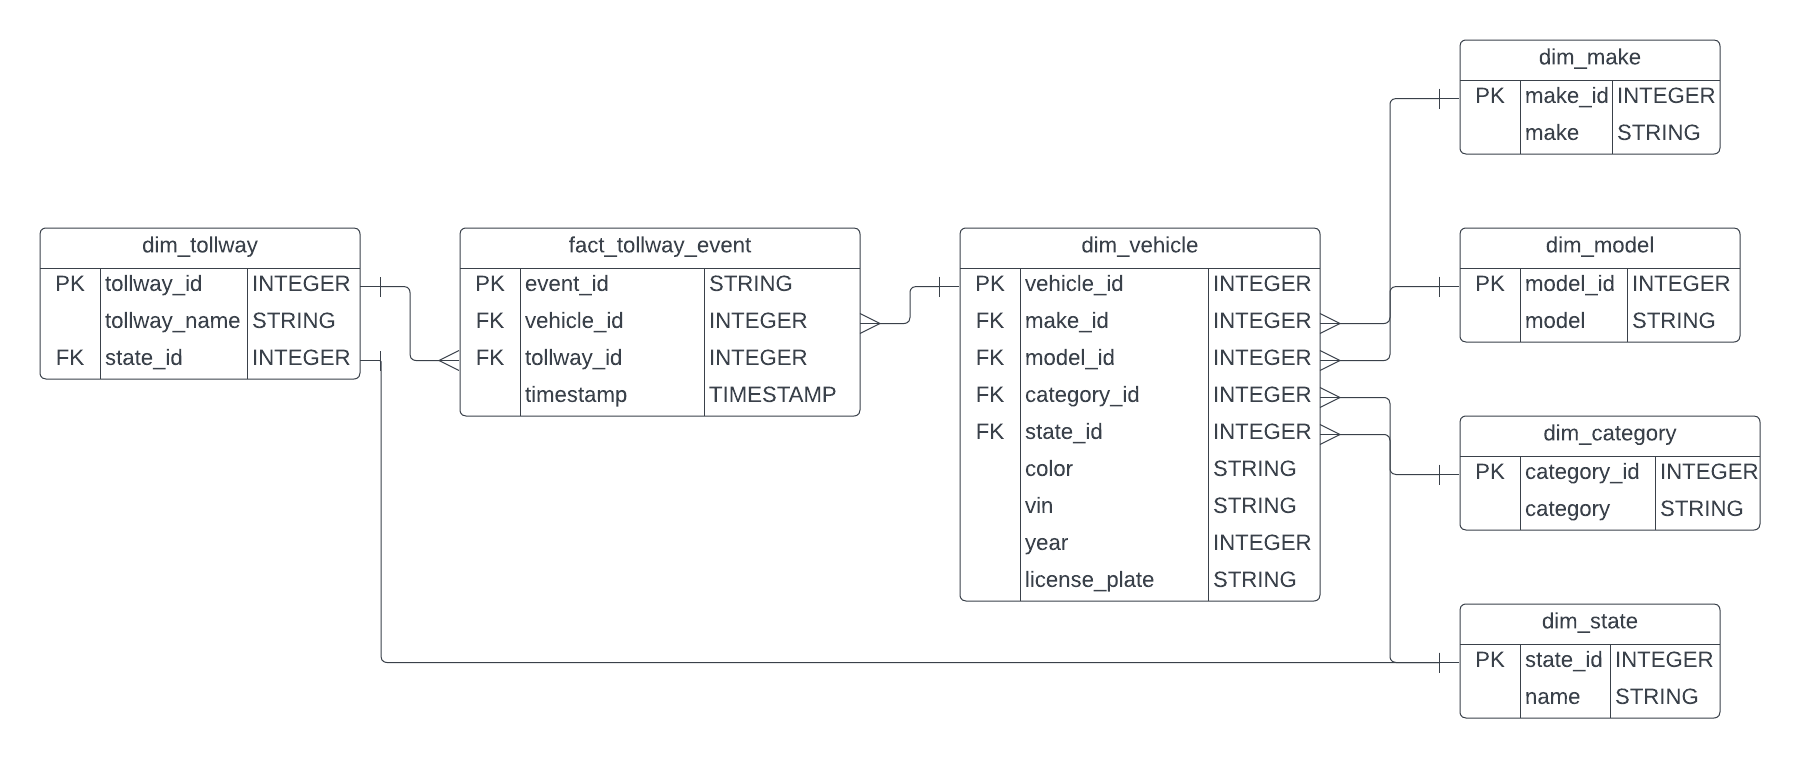 dim_make
PK make_id INTEGER
make STRING
dim_tollway
PK tollway_id INTEGER
tollway_name STRING
FK state_id INTEGER
fact_tollway_event
PK event_id STRING
FK vehicle_id INTEGER
FK tollway_id INTEGER
timestamp TIMESTAMP
dim_vehicle
PK vehicle_id INTEGER
FK make_id INTEGER
FK model_id INTEGER
FK category_id INTEGER
FK state_id INTEGER
color STRING
vin STRING
year INTEGER
license_plate STRING
dim_model
PK model_id INTEGER
model STRING
dim_category
PK category_id INTEGER
category STRING
dim_state
PK state_id INTEGER
name STRING